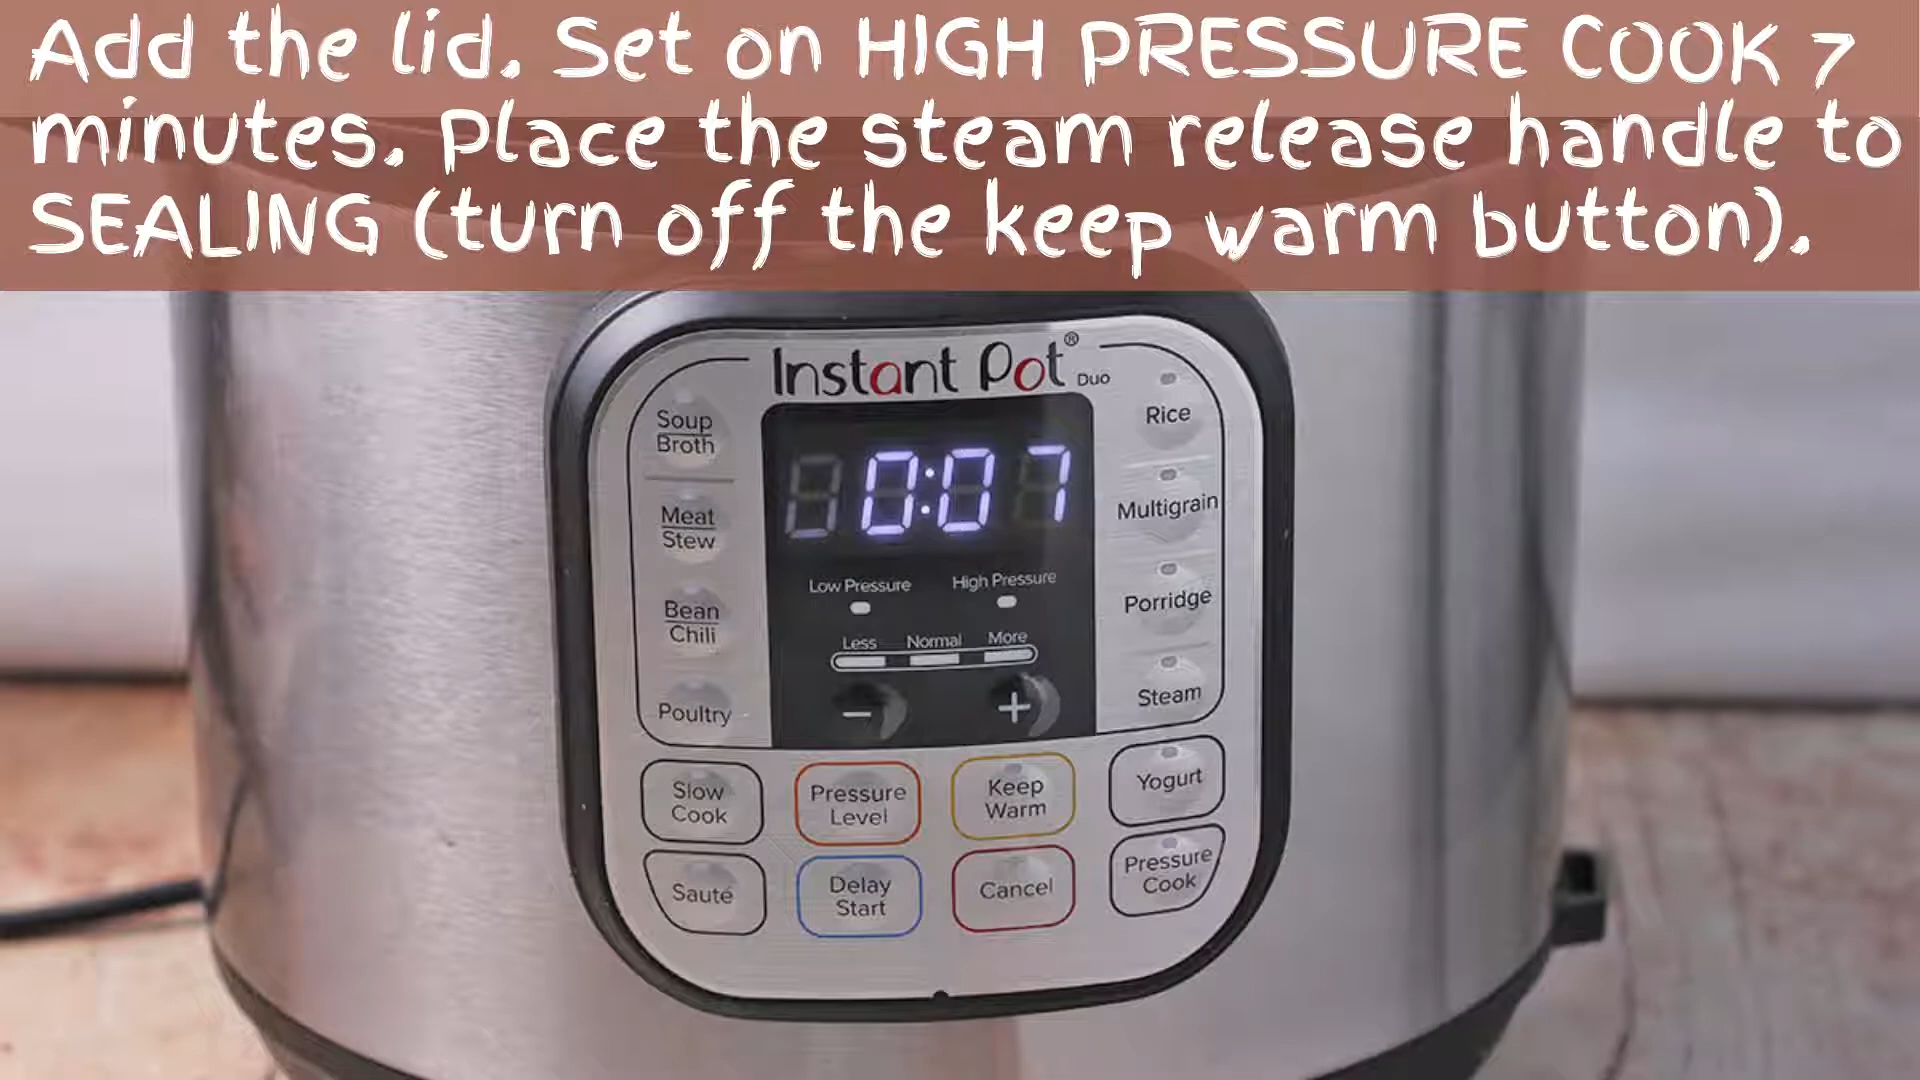 Add the lid. Set on HIGH PRESSURE COOK 7
minutes. Place the steam release handle to
SEALING (turn off the keep warm button).
Instant Pot® Duo
Soup
Broth
Meat
Stew
Bean
Chili
Poultry
0:07
Low Pressure High Pressure
Less Normal More
− +
Rice
Multigrain
Porridge
Steam
Slow
Cook
Pressure
Level
Keep
Warm
Yogurt
Sauté
Delay
Start
Cancel
Pressure
Cook